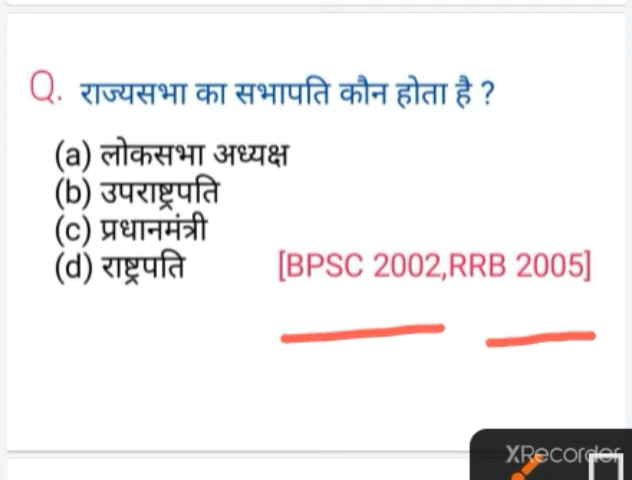 Q. राज्यसभा का सभापति कौन होता है ?
(a) लोकसभा अध्यक्ष
(b) उपराष्ट्रपति
(c) प्रधानमंत्री
(d) राष्ट्रपति [BPSC 2002,RRB 2005]
XRecorder